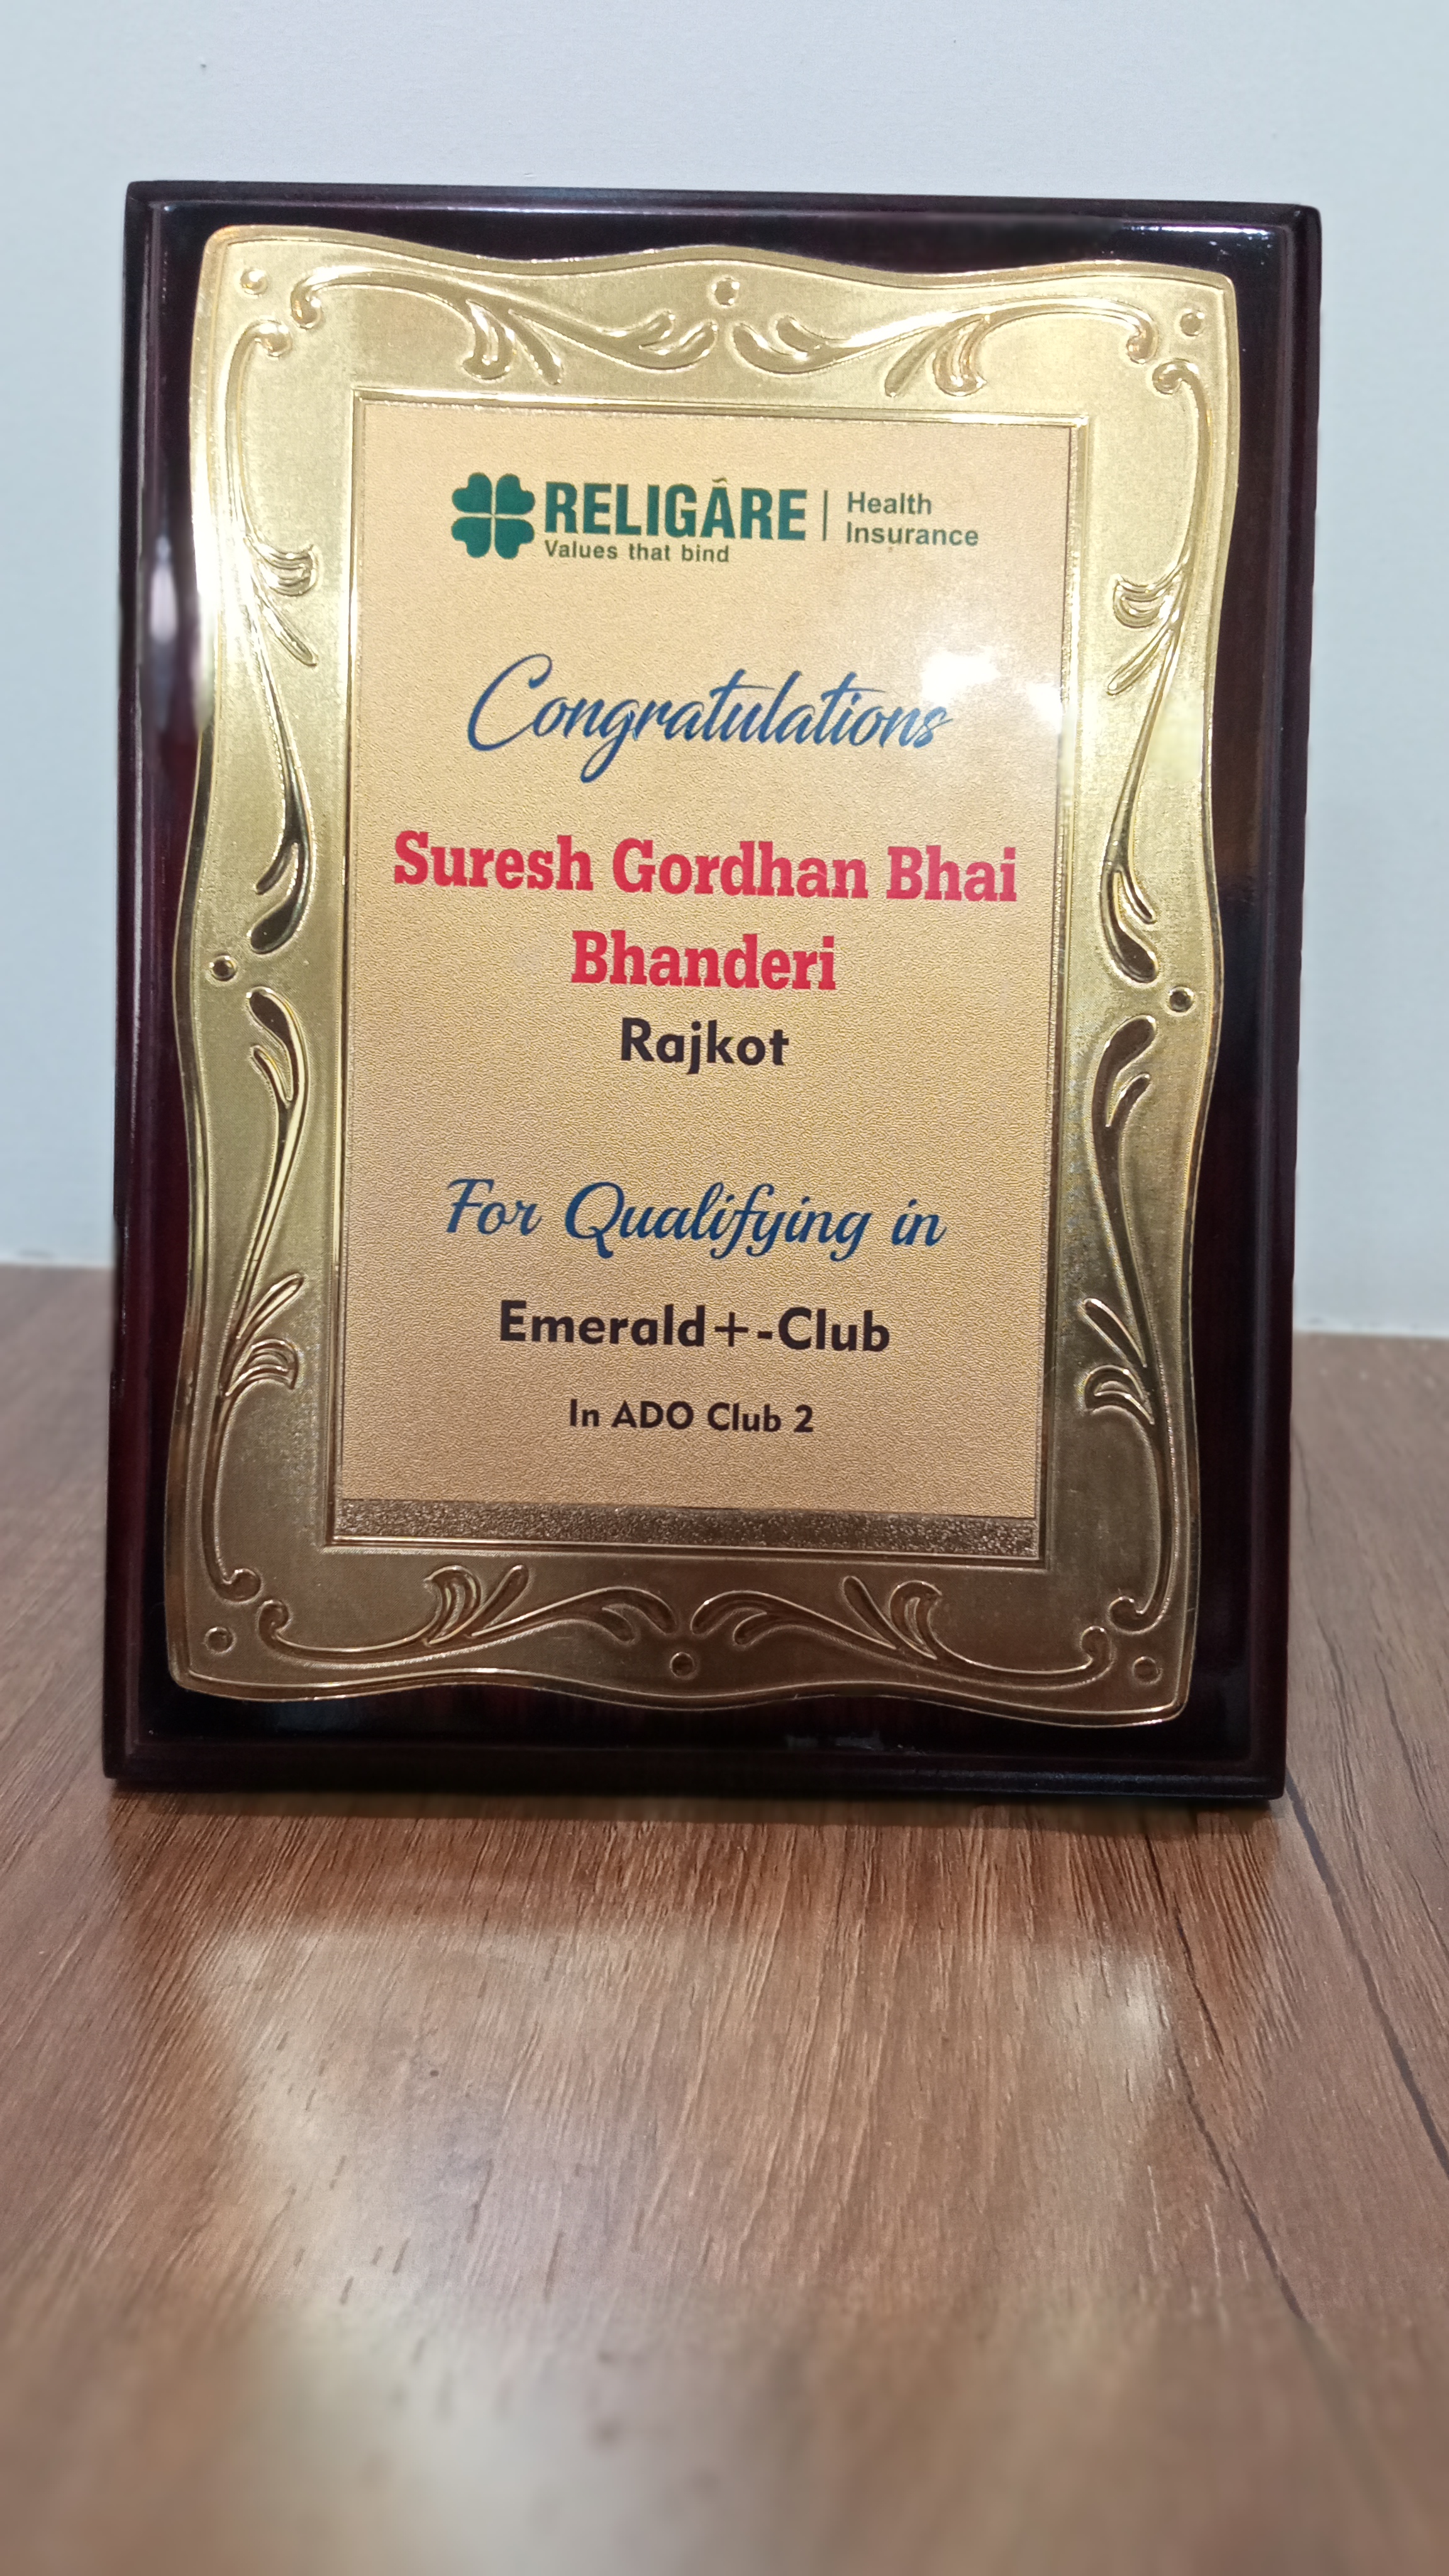 RELIGĀRE
Values that bind
Health
Insurance
Congratulations
Suresh Gordhan Bhai
Bhanderi
Rajkot
For Qualifying in
Emerald+-Club
In ADO Club 2